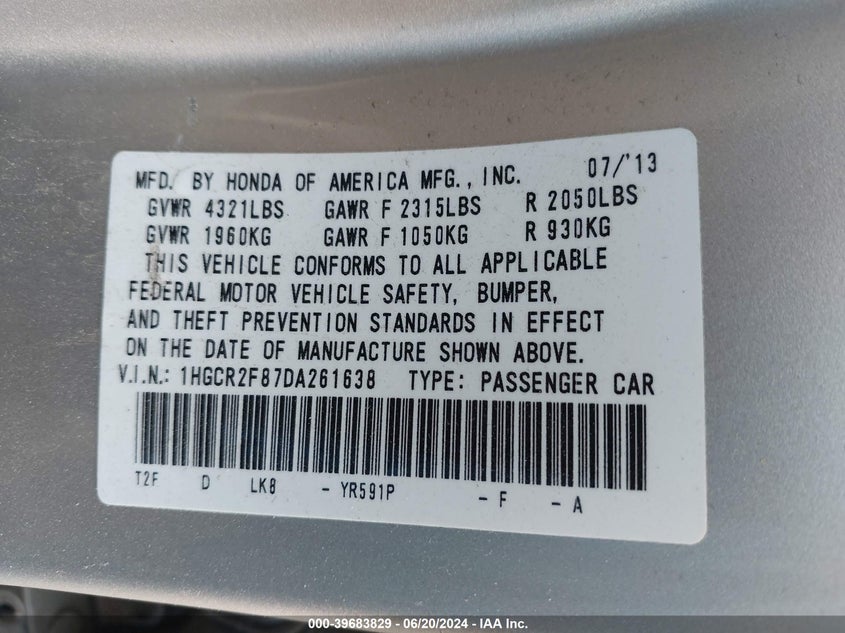 MFD. BY HONDA OF AMERICA MFG., INC. 07/'13
GVWR 4321LBS GAWR F 2315LBS R 2050LBS
GVWR 1960KG GAWR F 1050KG R 930KG
THIS VEHICLE CONFORMS TO ALL APPLICABLE
FEDERAL MOTOR VEHICLE SAFETY, BUMPER,
AND THEFT PREVENTION STANDARDS IN EFFECT
ON THE DATE OF MANUFACTURE SHOWN ABOVE.
V.I.N.: 1HGCR2F87DA261638 TYPE: PASSENGER CAR
T2F D LK8 - YR591P - F - A
000-39683829 - 06/20/2024 - IAA Inc.